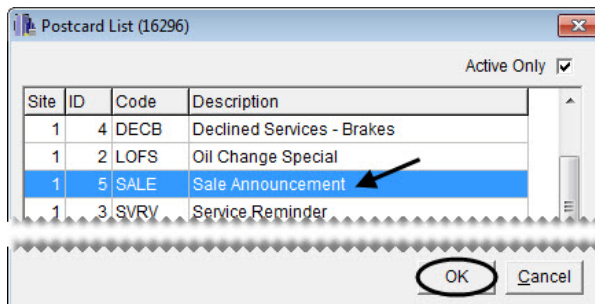 Postcard List (16296)
Active Only
Site ID Code Description
1 4 DECB Declined Services - Brakes
1 2 LOFS Oil Change Special
1 5 SALE Sale Announcement
1 3 SVRV Service Reminder
OK Cancel